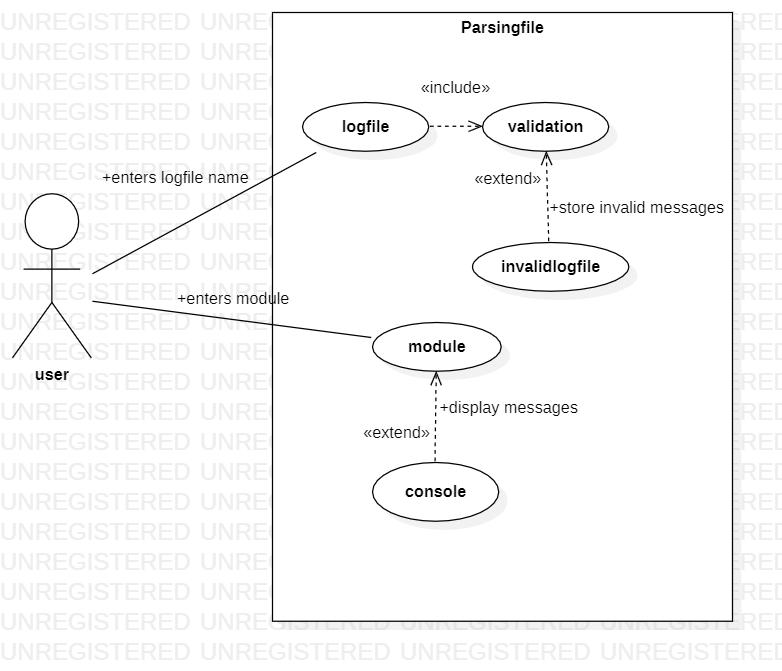 Parsingfile
«include»
logfile
validation
+enters logfile name
«extend»
+store invalid messages
invalidlogfile
+enters module
module
user
+display messages
«extend»
console
UNREGISTERED UNREGISTERED UNREGISTERED UNREGISTERED